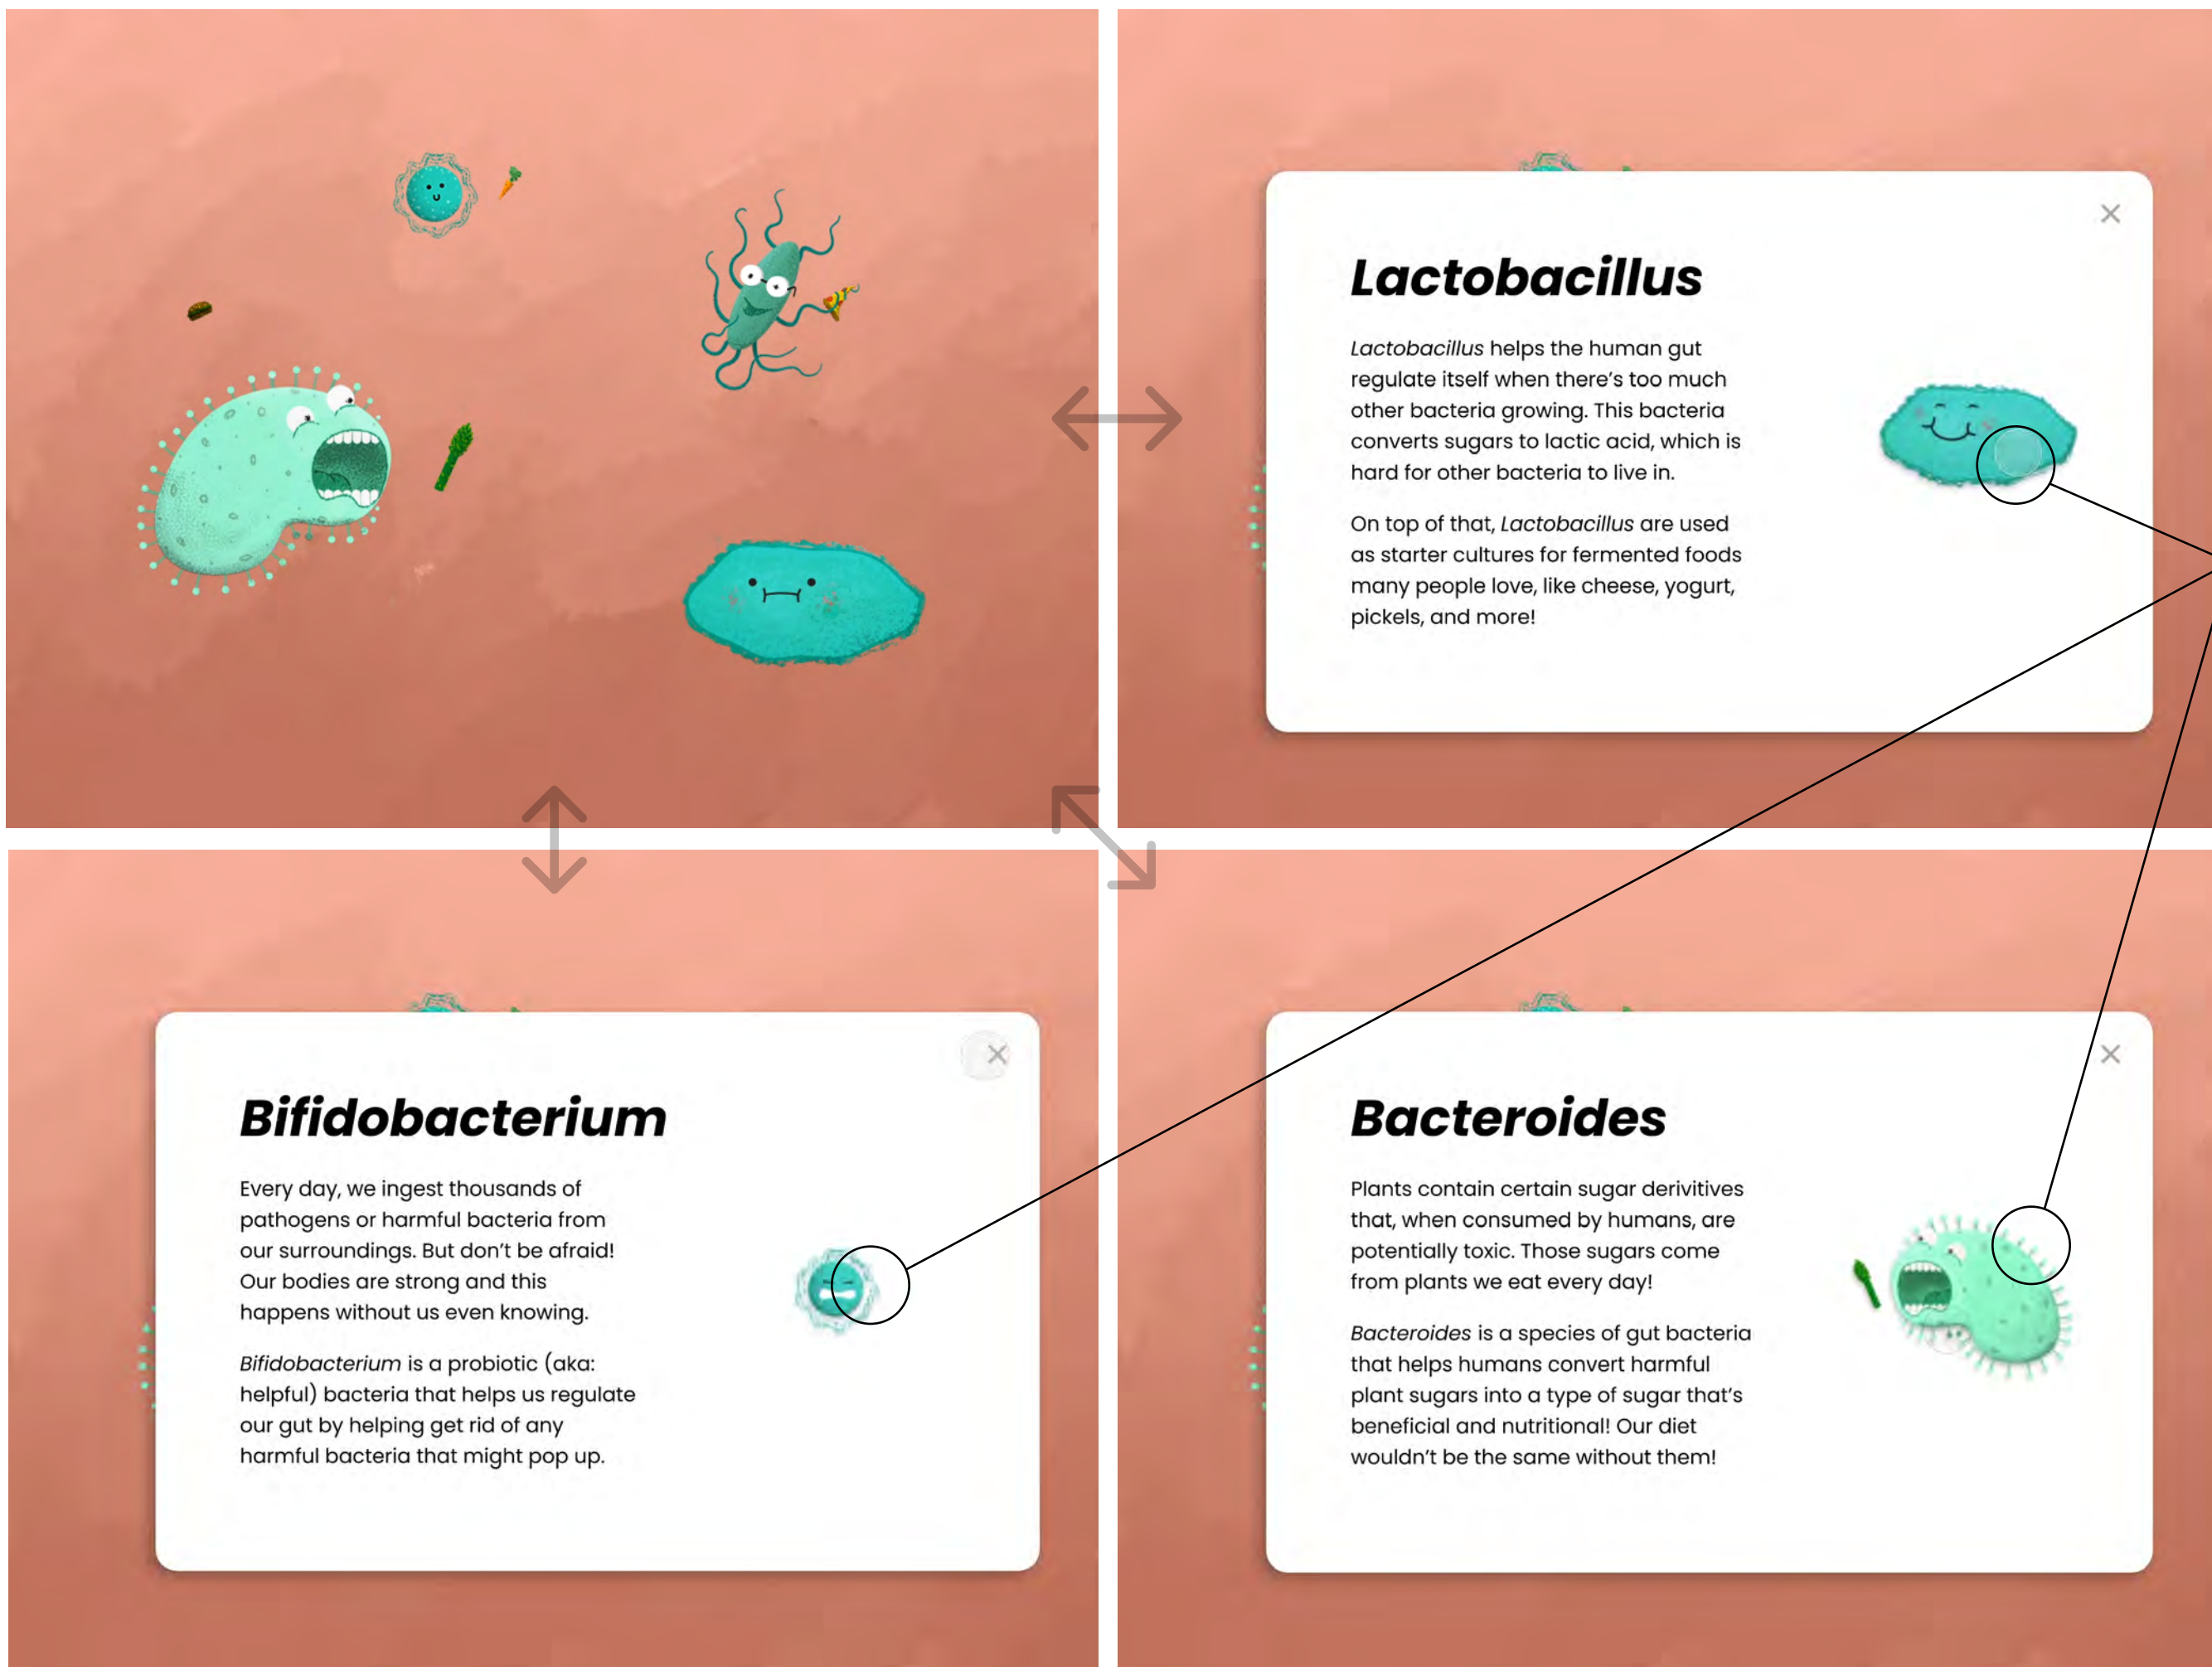 Lactobacillus
Lactobacillus helps the human gut
regulate itself when there's too much
other bacteria growing. This bacteria
converts sugars to lactic acid, which is
hard for other bacteria to live in.
On top of that, Lactobacillus are used
as starter cultures for fermented foods
many people love, like cheese, yogurt,
pickels, and more!
Bifidobacterium
Every day, we ingest thousands of
pathogens or harmful bacteria from
our surroundings. But don't be afraid!
Our bodies are strong and this
happens without us even knowing.
Bifidobacterium is a probiotic (aka:
helpful) bacteria that helps us regulate
our gut by helping get rid of any
harmful bacteria that might pop up.
Bacteroides
Plants contain certain sugar derivitives
that, when consumed by humans, are
potentially toxic. Those sugars come
from plants we eat every day!
Bacteroides is a species of gut bacteria
that helps humans convert harmful
plant sugars into a type of sugar that's
beneficial and nutritional! Our diet
wouldn't be the same without them!